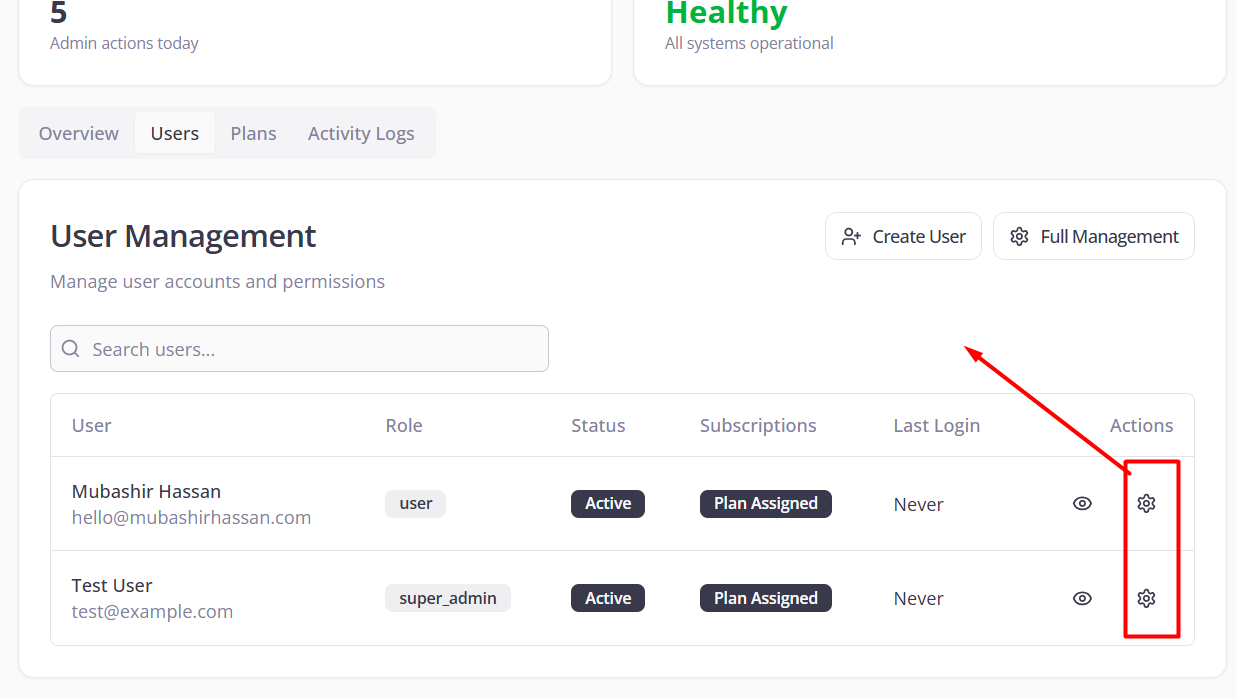 5
Healthy
Admin actions today
All systems operational
Overview Users Plans Activity Logs
User Management
Create User Full Management
Manage user accounts and permissions
Search users...
User Role Status Subscriptions Last Login Actions
Mubashir Hassan
hello@mubashirhassan.com
user Active Plan Assigned Never
Test User
test@example.com
super_admin Active Plan Assigned Never